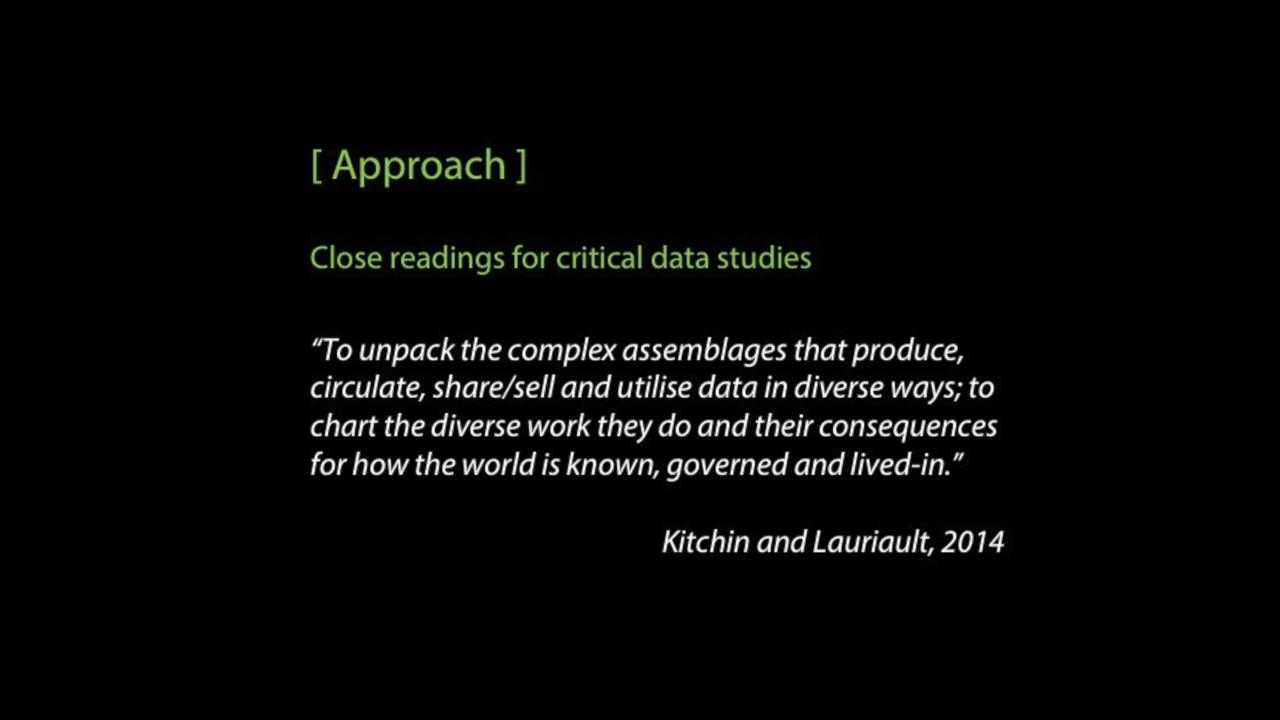 [ Approach ]
Close readings for critical data studies
“To unpack the complex assemblages that produce,
circulate, share/sell and utilise data in diverse ways; to
chart the diverse work they do and their consequences
for how the world is known, governed and lived-in.”
Kitchin and Lauriault, 2014